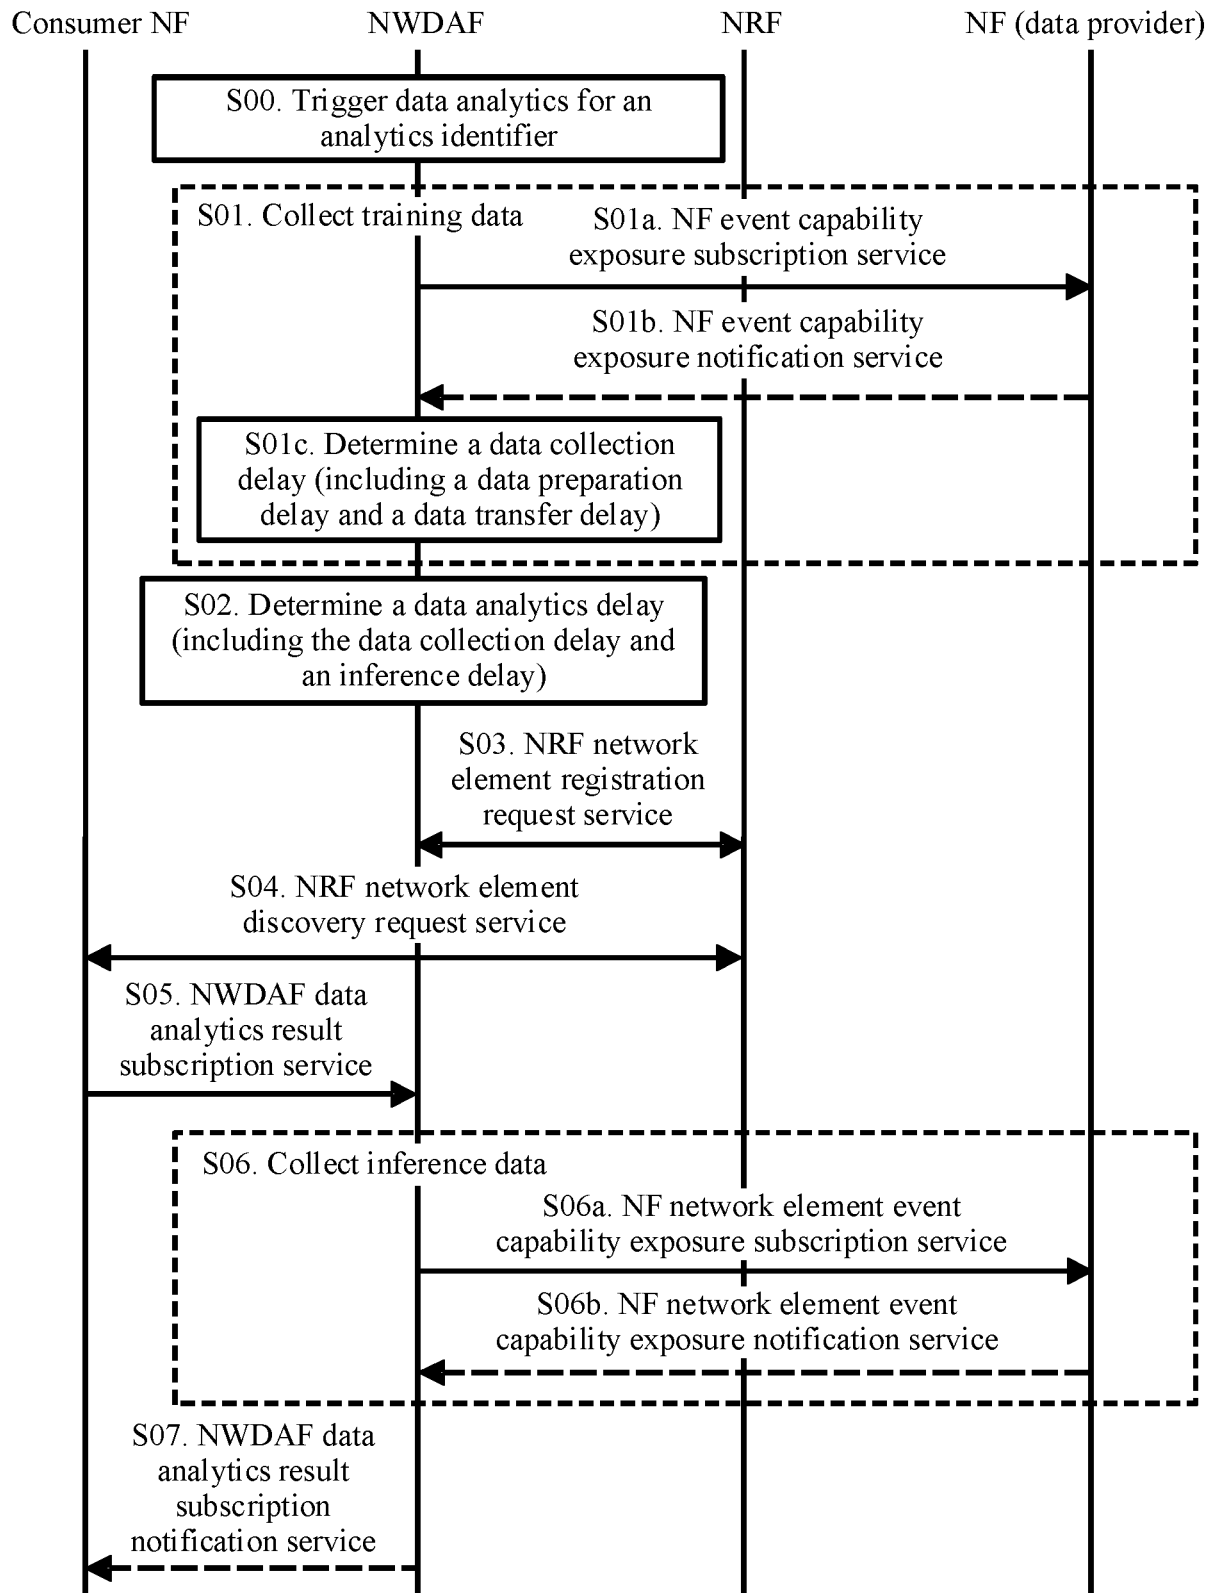 Consumer NF
NWDAF
NRF
NF (data provider)
S00. Trigger data analytics for an
analytics identifier
S01. Collect training data
S01a. NF event capability
exposure subscription service
S01b. NF event capability
exposure notification service
S01c. Determine a data collection
delay (including a data preparation
delay and a data transfer delay)
S02. Determine a data analytics delay
(including the data collection delay and
an inference delay)
S03. NRF network
element registration
request service
S04. NRF network element
discovery request service
S05. NWDAF data
analytics result
subscription service
S06. Collect inference data
S06a. NF network element event
capability exposure subscription service
S06b. NF network element event
capability exposure notification service
S07. NWDAF data
analytics result
subscription
notification service